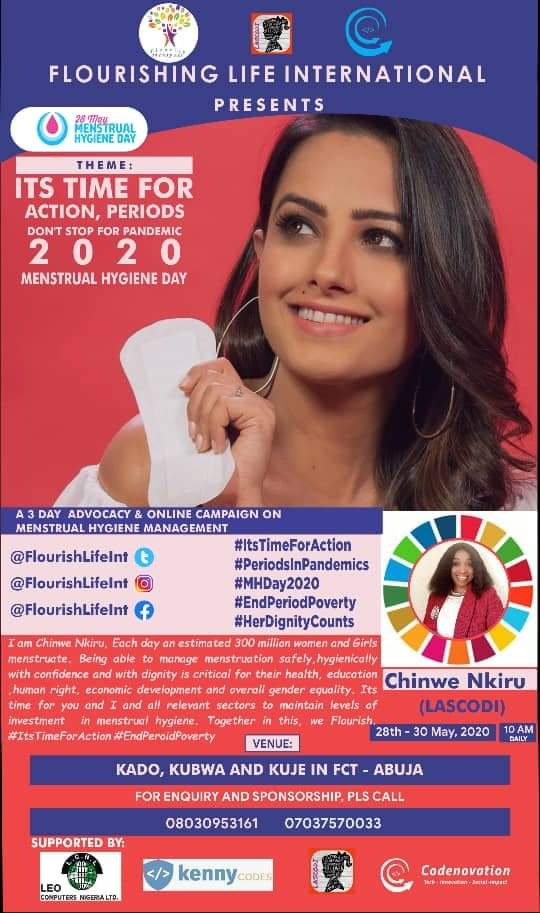 LASCODI
FLOURISHING LIFE INTERNATIONAL
PRESENTS
28 May
MENSTRUAL
HYGIENE DAY
THEME:
ITS TIME FOR
ACTION, PERIODS
DON'T STOP FOR PANDEMIC
2020
MENSTRUAL HYGIENE DAY
A 3 DAY ADVOCACY & ONLINE CAMPAIGN ON
MENSTRUAL HYGIENE MANAGEMENT
@FlourishLifeInt
@FlourishLifeInt
@FlourishLifeInt
#ItsTimeForAction
#PeriodsInPandemics
#MHDay2020
#EndPeriodPoverty
#HerDignityCounts
I am Chinwe Nkiru, Each day an estimated 300 million women and Girls
menstruate. Being able to manage menstruation safely,hygienically
with confidence and with dignity is critical for their health, education
,human right, economic development and overall gender equality. Its
time for you and I and all relevant sectors to maintain levels of
investment in menstrual hygiene. Together in this, we Flourish.
#ItsTimeForAction #EndPeroidPoverty
Chinwe Nkiru
(LASCODI)
28th - 30 May, 2020
10 AM
DAILY
VENUE:
KADO, KUBWA AND KUJE IN FCT - ABUJA
FOR ENQUIRY AND SPONSORSHIP, PLS CALL
08030953161 07037570033
SUPPORTED BY:
L.C.N.L
LEO
COMPUTERS NIGERIA LTD.
</> kenny CODES
LASCODI
Codenovation
Tech - Innovation - Social-impact